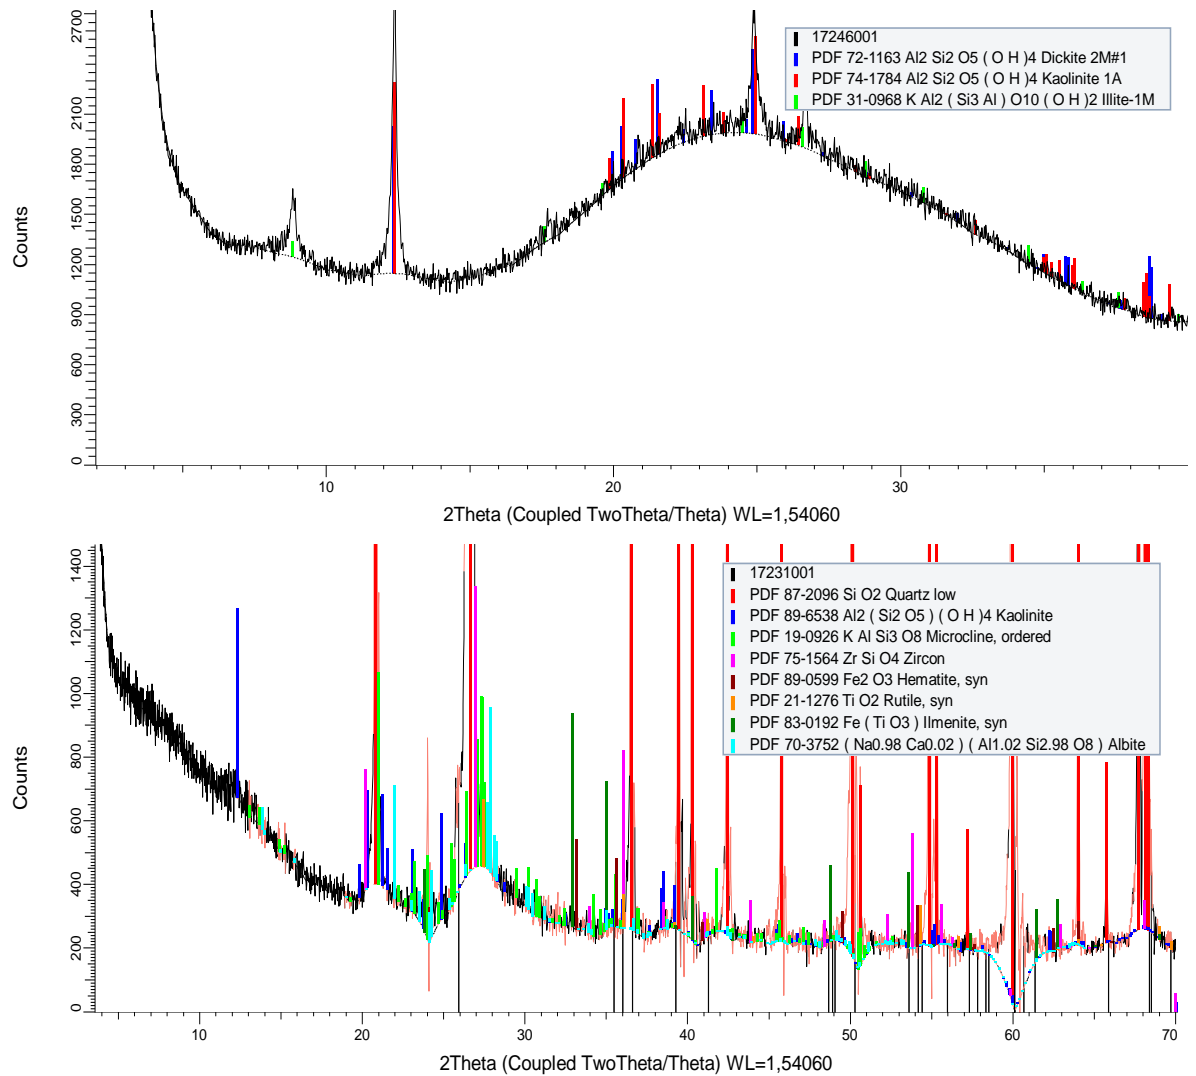 2700
2400
2100
1800
1500
1200
900
600
300
0
Counts
17246001
PDF 72-1163 Al2 Si2 O5 ( O H )4 Dickite 2M#1
PDF 74-1784 Al2 Si2 O5 ( O H )4 Kaolinite 1A
PDF 31-0968 K Al2 ( Si3 Al ) O10 ( O H )2 Illite-1M
10 20 30
2Theta (Coupled TwoTheta/Theta) WL=1,54060
1400
1200
1000
800
600
400
200
0
Counts
17231001
PDF 87-2096 Si O2 Quartz low
PDF 89-6538 Al2 ( Si2 O5 ) ( O H )4 Kaolinite
PDF 19-0926 K Al Si3 O8 Microcline, ordered
PDF 75-1564 Zr Si O4 Zircon
PDF 89-0599 Fe2 O3 Hematite, syn
PDF 21-1276 Ti O2 Rutile, syn
PDF 83-0192 Fe ( Ti O3 ) Ilmenite, syn
PDF 70-3752 ( Na0.98 Ca0.02 ) ( Al1.02 Si2.98 O8 ) Albite
10 20 30 40 50 60 70
2Theta (Coupled TwoTheta/Theta) WL=1,54060